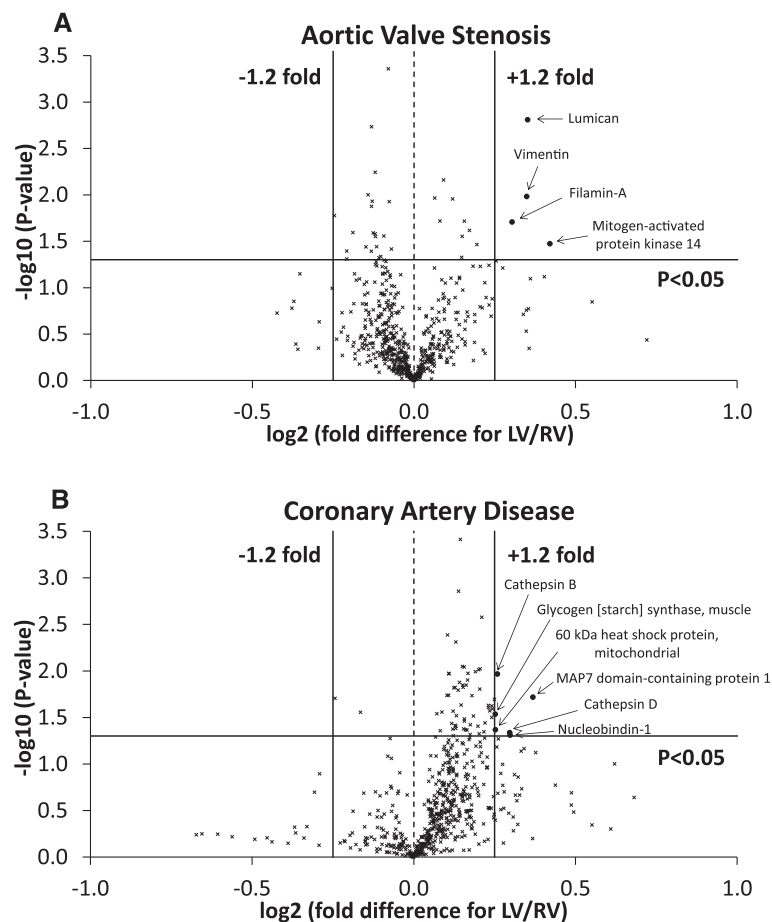 A
Aortic Valve Stenosis
3.5
-1.2 fold
+1.2 fold
3.0
Lumican
2.5
Vimentin
2.0
Filamin-A
Mitogen-activated
protein kinase 14
1.5
P<0.05
1.0
0.5
0.0
-log10 (P-value)
-1.0
-0.5
0.0
0.5
1.0
log2 (fold difference for LV/RV)
B
Coronary Artery Disease
3.5
-1.2 fold
+1.2 fold
3.0
Cathepsin B
Glycogen [starch] synthase, muscle
2.5
60 kDa heat shock protein,
mitochondrial
2.0
MAP7 domain-containing protein 1
Cathepsin D
1.5
Nucleobindin-1
P<0.05
1.0
0.5
0.0
-log10 (P-value)
-1.0
-0.5
0.0
0.5
1.0
log2 (fold difference for LV/RV)